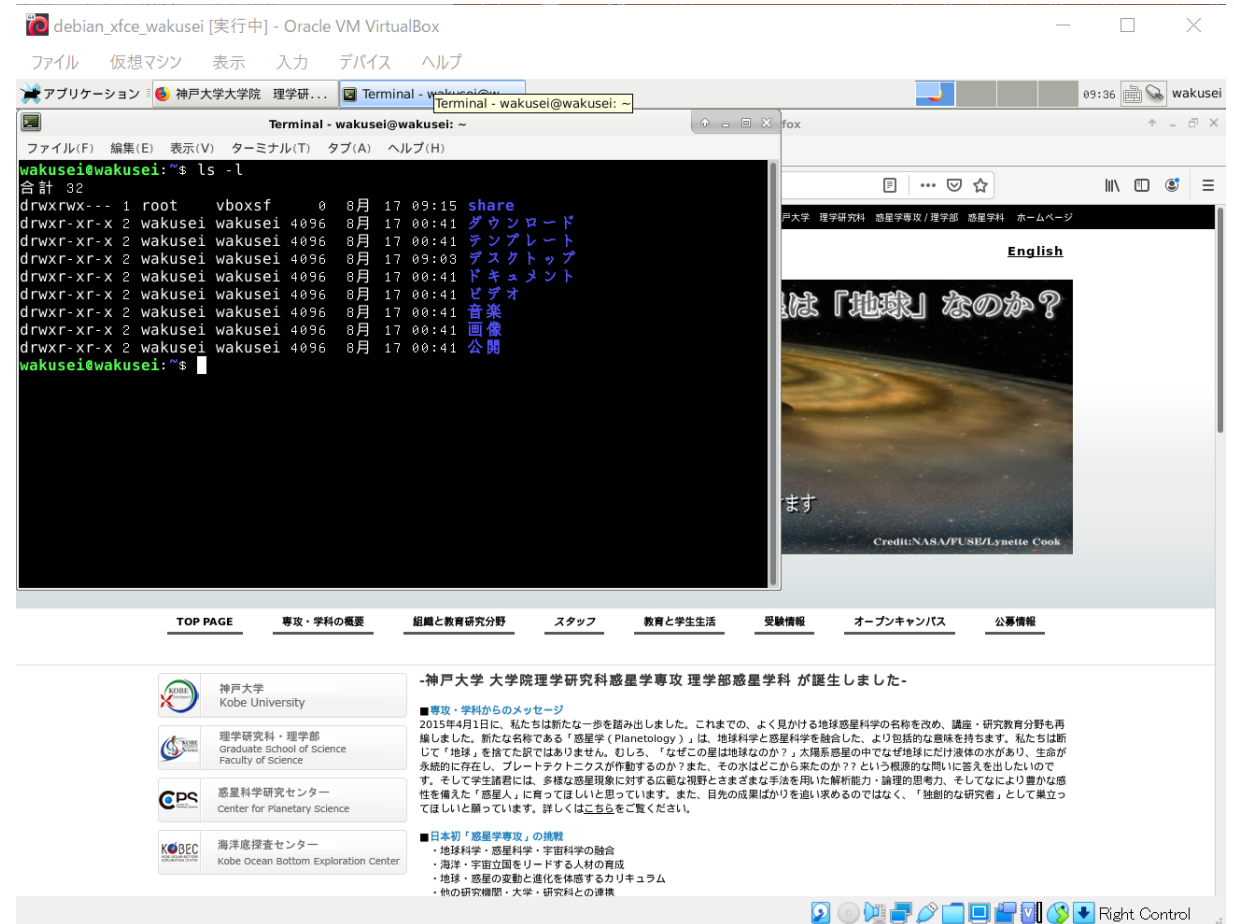 debian_xfce_wakusei [実行中] - Oracle VM VirtualBox
ファイル 仮想マシン 表示 入力 デバイス ヘルプ
アプリケーション 神戸大学大学院 理学研... Terminal - wakusei@w... 09:36 wakusei
Terminal - wakusei@wakusei: ~
Terminal - wakusei@wakusei: ~
fox
ファイル(F) 編集(E) 表示(V) ターミナル(T) タブ(A) ヘルプ(H)
wakusei@wakusei:~$ ls -l
合計 32
drwxrwx--- 1 root vboxsf 0 8月 17 09:15 share
drwxr-xr-x 2 wakusei wakusei 4096 8月 17 00:41 ダウンロード
drwxr-xr-x 2 wakusei wakusei 4096 8月 17 00:41 テンプレート
drwxr-xr-x 2 wakusei wakusei 4096 8月 17 09:03 デスクトップ
drwxr-xr-x 2 wakusei wakusei 4096 8月 17 00:41 ドキュメント
drwxr-xr-x 2 wakusei wakusei 4096 8月 17 00:41 ビデオ
drwxr-xr-x 2 wakusei wakusei 4096 8月 17 00:41 音楽
drwxr-xr-x 2 wakusei wakusei 4096 8月 17 00:41 画像
drwxr-xr-x 2 wakusei wakusei 4096 8月 17 00:41 公開
wakusei@wakusei:~$
戸大学 理学研究科 惑星学専攻 / 理学部 惑星学科 ホームページ
English
は「地球」なのか?
ます
Credit:NASA/FUSE/Lynette Cook
TOP PAGE 専攻・学科の概要 組織と教育研究分野 スタッフ 教育と学生生活 受験情報 オープンキャンパス 公募情報
KOBE
神戸大学
Kobe University
理学研究科・理学部
Graduate School of Science
Faculty of Science
CPS
惑星科学研究センター
Center for Planetary Science
KOBEC
海洋底探査センター
Kobe Ocean Bottom Exploration Center
-神戸大学 大学院理学研究科惑星学専攻 理学部惑星学科 が誕生しました-
■専攻・学科からのメッセージ
2015年4月1日に、私たちは新たな一歩を踏み出しました。これまでの、よく見かける地球惑星科学の名称を改め、講座・研究教育分野も再
編しました。新たな名称である「惑星学 ( Planetology ) 」は、地球科学と惑星科学を融合した、より包括的な意味を持ちます。私たちは断
じて「地球」を捨てた訳ではありません。むしろ、「なぜこの星は地球なのか?」太陽系惑星の中でなぜ地球にだけ液体の水があり、生命が
永続的に存在し、プレートテクトニクスが作動するのか?また、その水はどこから来たのか?? という根源的な問いに答えを出したいので
す。そして学生諸君には、多様な惑星現象に対する広範な視野とさまざまな手法を用いた解析能力・論理的思考力、そしてなにより豊かな感
性を備えた「惑星人」に育ってほしいと思っています。また、目先の成果ばかりを追い求めるのではなく、「独創的な研究者」として巣立っ
てほしいと願っています。詳しくはこちらをご覧ください。
■日本初「惑星学専攻」の挑戦
・地球科学・惑星科学・宇宙科学の融合
・海洋・宇宙立国をリードする人材の育成
・地球・惑星の変動と進化を体感するカリキュラム
・他の研究機関・大学・研究科との連携
Right Control